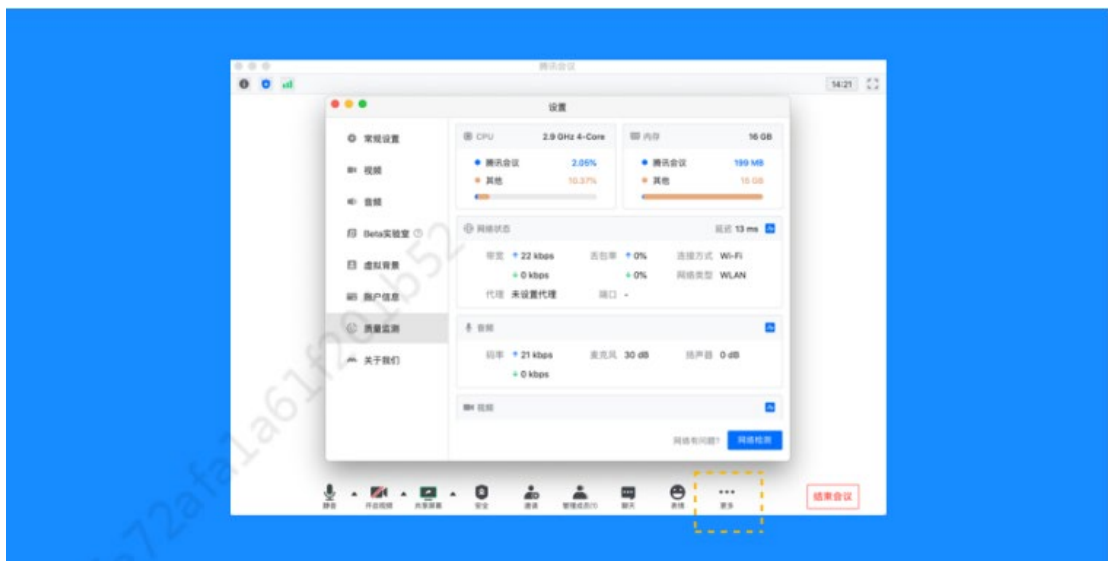 腾讯会议
14:21
设置
常规设置
视频
音频
Beta实验室
虚拟背景
账户信息
质量监测
关于我们
CPU 2.9 GHz 4-Core
腾讯会议 2.05%
其他 10.37%
内存 16 GB
腾讯会议 199 MB
其他 15 GB
网络状态 延迟 13 ms
带宽 22 kbps 丢包率 0% 连接方式 Wi-Fi
0 kbps 0% 网络类型 WLAN
代理 未设置代理 端口 -
音频
码率 21 kbps 麦克风 30 dB 扬声器 0 dB
0 kbps
视频
网络有问题? 网络检测
静音 开启视频 共享屏幕 安全 邀请 管理成员(1) 聊天 表情 更多 结束会议